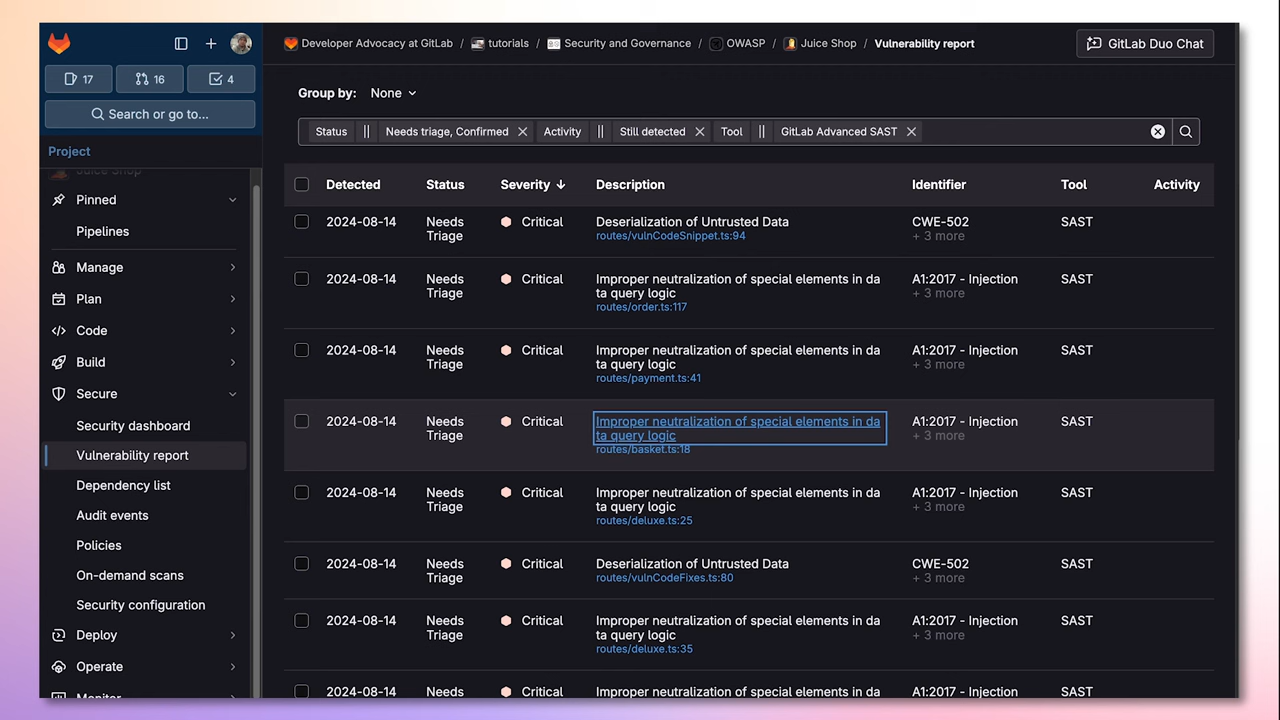 Developer Advocacy at GitLab
tutorials
Security and Governance
OWASP
Juice Shop
Vulnerability report
GitLab Duo Chat
17
16
4
Search or go to...
Project
Juice Shop
Pinned
Pipelines
Manage
Plan
Code
Build
Secure
Security dashboard
Vulnerability report
Dependency list
Audit events
Policies
On-demand scans
Security configuration
Deploy
Operate
Monitor
Group by: None
Status || Needs triage, Confirmed Activity || Still detected Tool || GitLab Advanced SAST
Detected Status Severity Description Identifier Tool Activity
2024-08-14 Needs Critical Deserialization of Untrusted Data CWE-502 SAST
Triage routes/vulnCodeSnippet.ts:94 + 3 more
2024-08-14 Needs Critical Improper neutralization of special elements in da A1:2017 - Injection SAST
Triage ta query logic + 3 more
routes/order.ts:117
2024-08-14 Needs Critical Improper neutralization of special elements in da A1:2017 - Injection SAST
Triage ta query logic + 3 more
routes/payment.ts:41
2024-08-14 Needs Critical Improper neutralization of special elements in da A1:2017 - Injection SAST
Triage ta query logic + 3 more
routes/basket.ts:18
2024-08-14 Needs Critical Improper neutralization of special elements in da A1:2017 - Injection SAST
Triage ta query logic + 3 more
routes/deluxe.ts:25
2024-08-14 Needs Critical Deserialization of Untrusted Data CWE-502 SAST
Triage routes/vulnCodeFixes.ts:80 + 3 more
2024-08-14 Needs Critical Improper neutralization of special elements in da A1:2017 - Injection SAST
Triage ta query logic + 3 more
routes/deluxe.ts:35
2024-08-14 Needs Critical Improper neutralization of special elements in da A1:2017 - Injection SAST